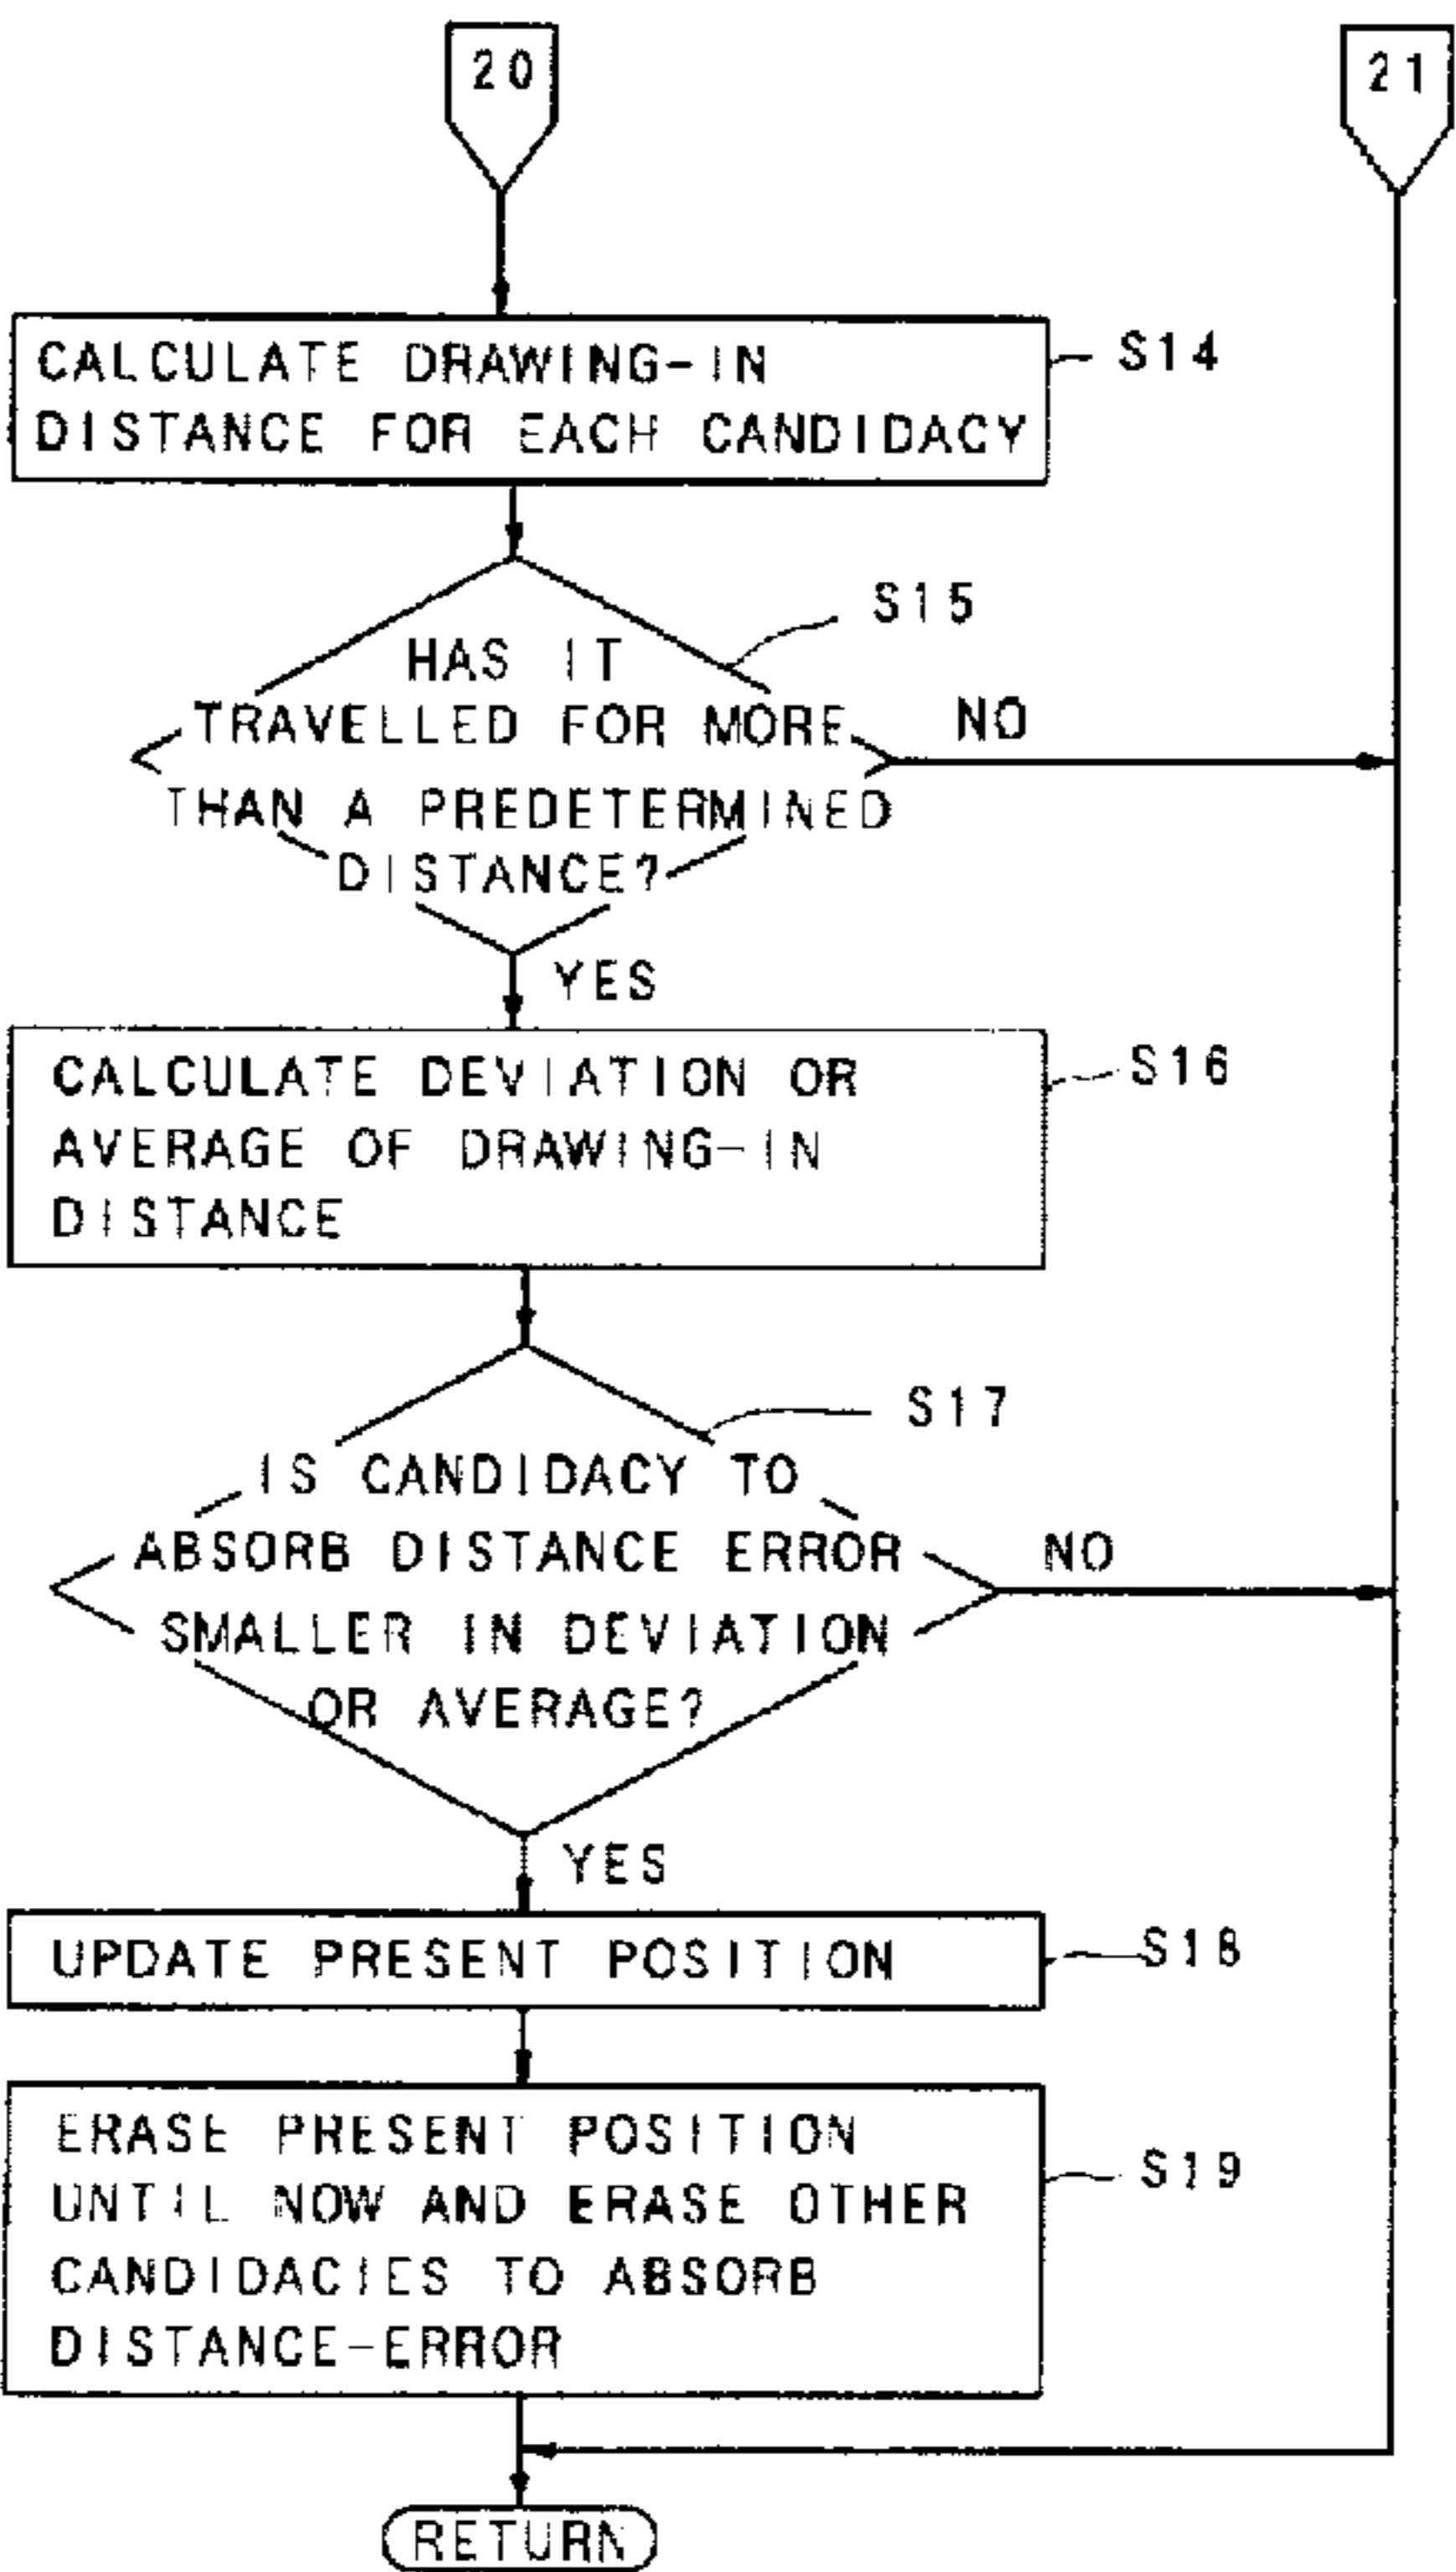 20
21
CALCULATE DRAWING-IN
DISTANCE FOR EACH CANDIDACY
S14
S15
HAS IT
TRAVELLED FOR MORE
THAN A PREDETERMINED
DISTANCE?
NO
YES
CALCULATE DEVIATION OR
AVERAGE OF DRAWING-IN
DISTANCE
S16
S17
IS CANDIDACY TO
ABSORB DISTANCE ERROR
SMALLER IN DEVIATION
OR AVERAGE?
NO
YES
UPDATE PRESENT POSITION
S18
ERASE PRESENT POSITION
UNTIL NOW AND ERASE OTHER
CANDIDACIES TO ABSORB
DISTANCE-ERROR
S19
RETURN